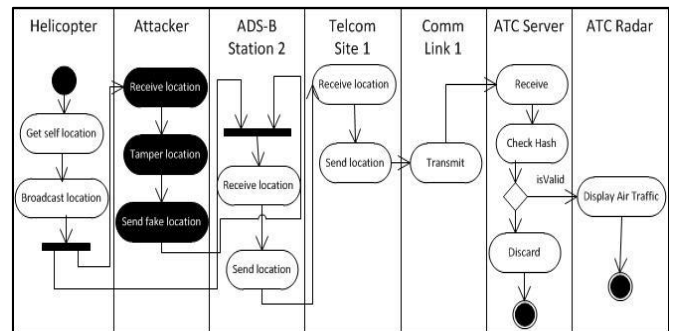 Helicopter
Attacker
ADS-B
Station 2
Telcom
Site 1
Comm
Link 1
ATC Server
ATC Radar
Get self location
Broadcast location
Receive location
Tamper location
Send fake location
Receive location
Send location
Receive location
Send location
Transmit
Receive
Check Hash
isValid
Discard
Display Air Traffic